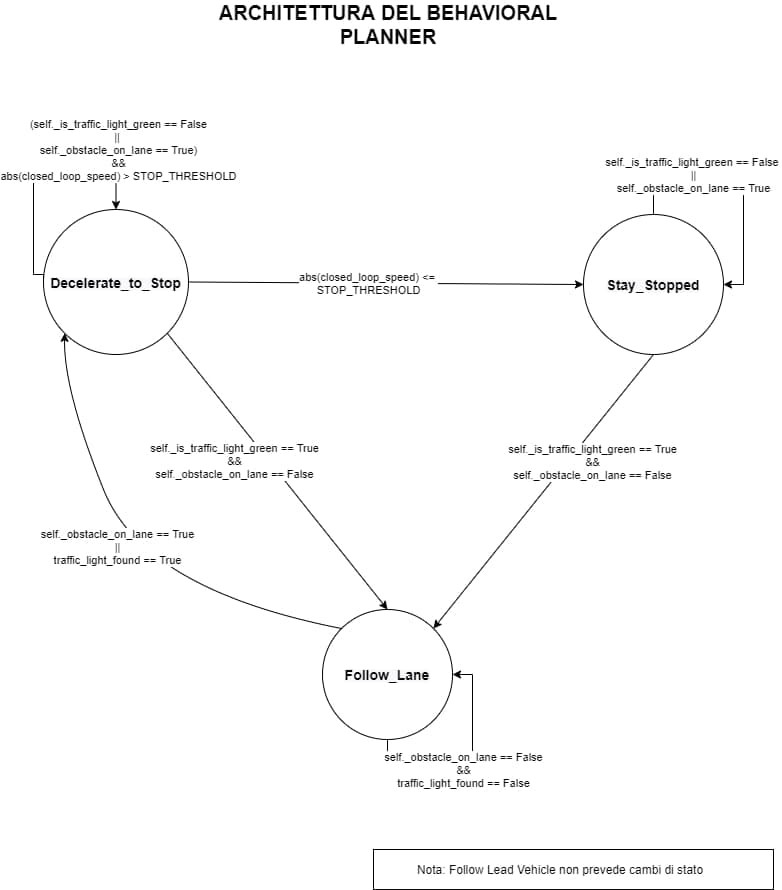 ARCHITETTURA DEL BEHAVIORAL
PLANNER
(self._is_traffic_light_green == False
||
self._obstacle_on_lane == True)
&&
abs(closed_loop_speed) > STOP_THRESHOLD
self._is_traffic_light_green == False
||
self._obstacle_on_lane == True
Decelerate_to_Stop
abs(closed_loop_speed) <=
STOP_THRESHOLD
Stay_Stopped
self._is_traffic_light_green == True
&&
self._obstacle_on_lane == False
self._is_traffic_light_green == True
&&
self._obstacle_on_lane == False
self._obstacle_on_lane == True
||
traffic_light_found == True
Follow_Lane
self._obstacle_on_lane == False
&&
traffic_light_found == False
Nota: Follow Lead Vehicle non prevede cambi di stato